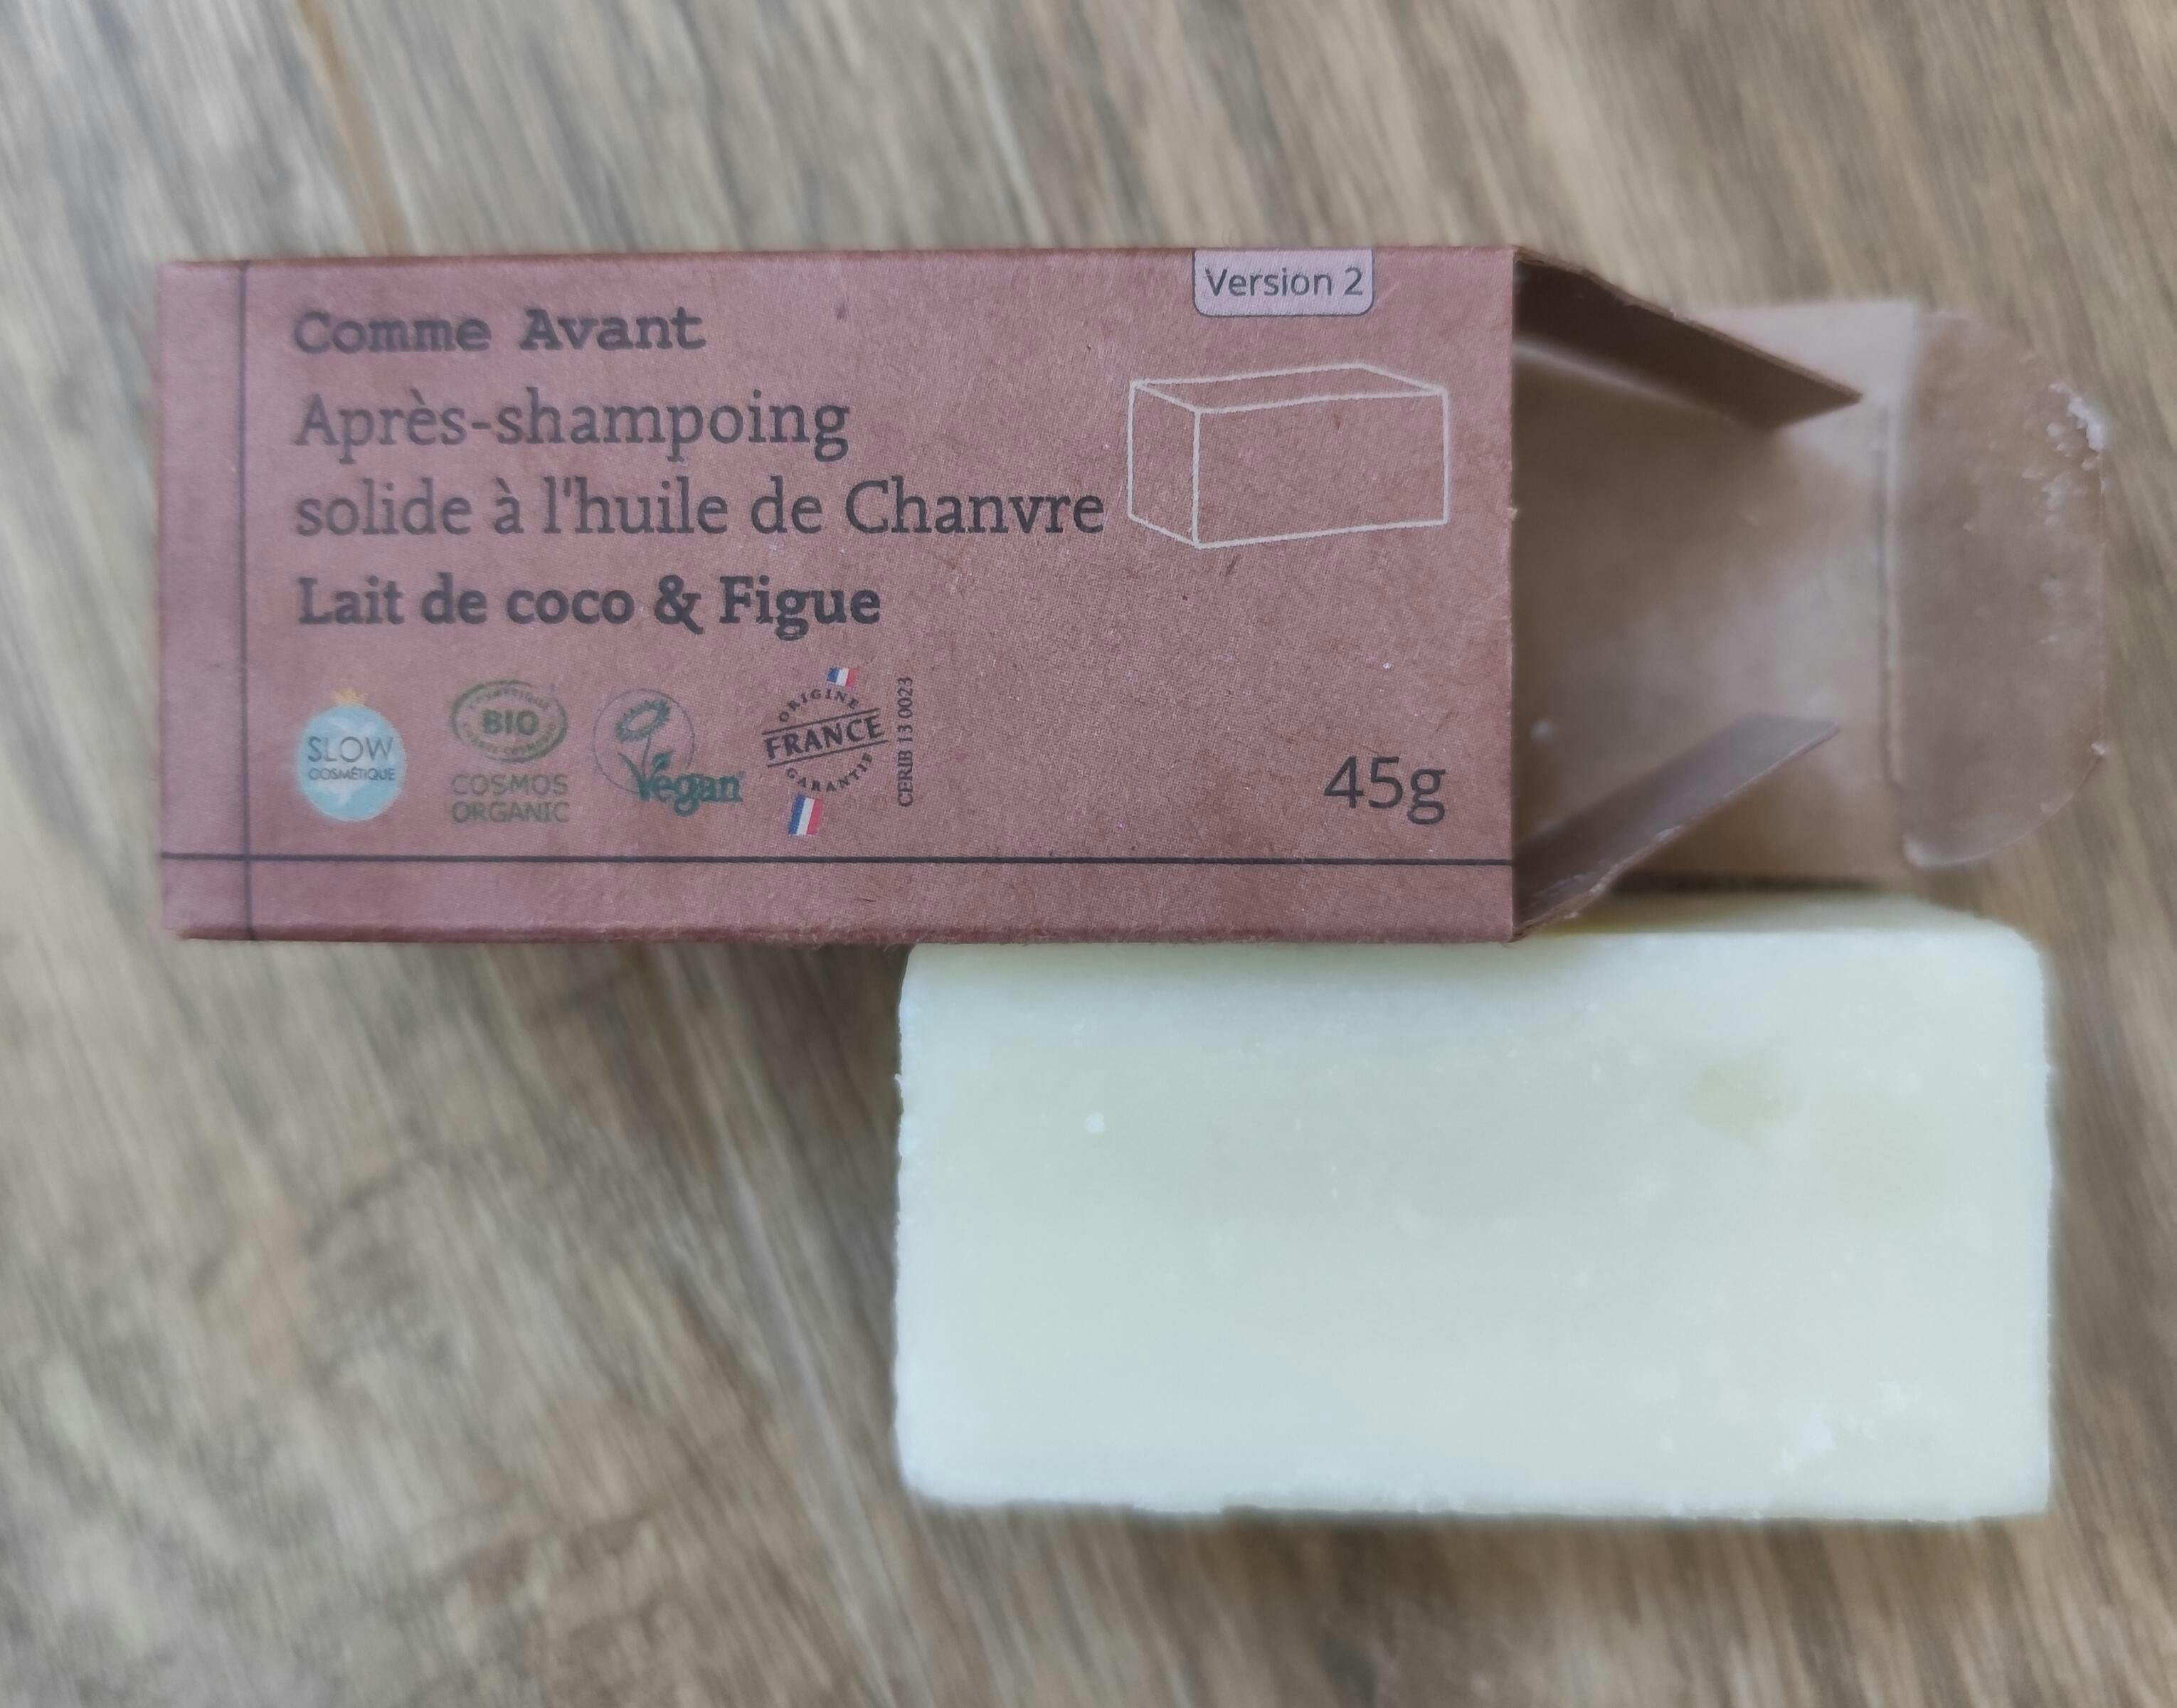 Version 2
Comme Avant
Après-shampoing
solide à l'huile de Chanvre
Lait de coco & Figue
SLOW
COSMÉTIQUE
BIO
COSMOS
ORGANIC
Vegan
ORIGINE
FRANCE
GARANTIE
CERIB 13 0023
45g